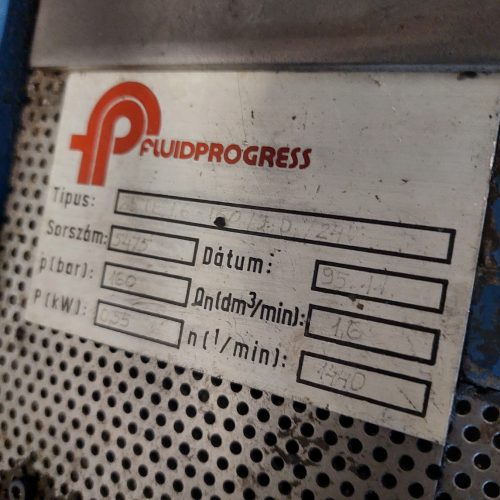 FLUIDPROGRESS
Típus:
Sorszám: 5475 Dátum: 95. 11.
p(bar): 160 Qn(dm³/min): 1,6
P(kW): 0,55 n(1/min): 1440